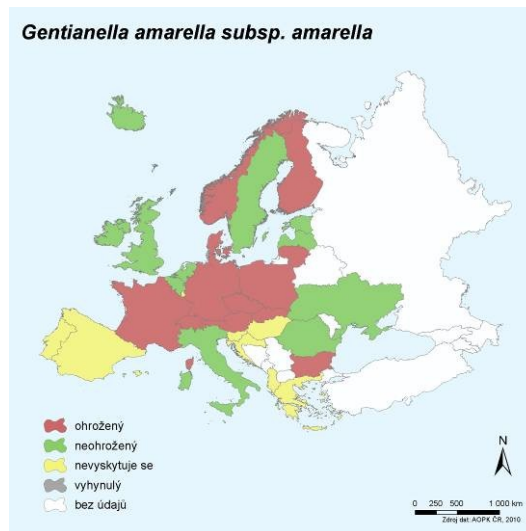 Gentianella amarella subsp. amarella
ohrožený
neohrožený
nevyskytuje se
vyhynulý
bez údajů
N
0 250 500 1 000 km
Zdroj dat: AOPK ČR, 2010